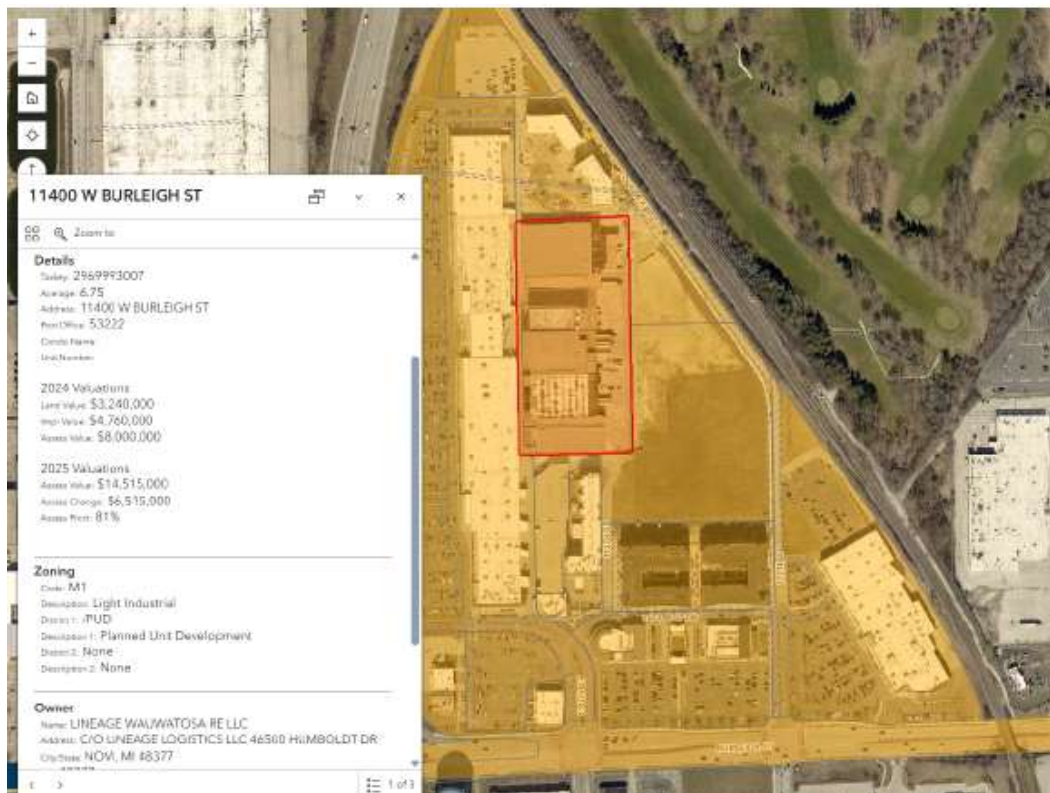 11400 W BURLEIGH ST
Zoom to
Details
Taxkey: 2969993007
Acreage: 6.75
Address: 11400 W BURLEIGH ST
Post Office: 53222
Condo Name:
Unit Number:
2024 Valuations
Land Value: $3,240,000
Impr Value: $4,760,000
Assess Value: $8,000,000
2025 Valuations
Assess Value: $14,515,000
Assess Change: $6,515,000
Assess Prcnt: 81%
Zoning
Code: M1
Description: Light Industrial
District 1: /PUD
Description 1: Planned Unit Development
District 2: None
Description 2: None
Owner
Name: LINEAGE WAUWATOSA RE LLC
Address: C/O LINEAGE LOGISTICS LLC 46500 HUMBOLDT DR
City/State: NOVI, MI 48377
1 of 3